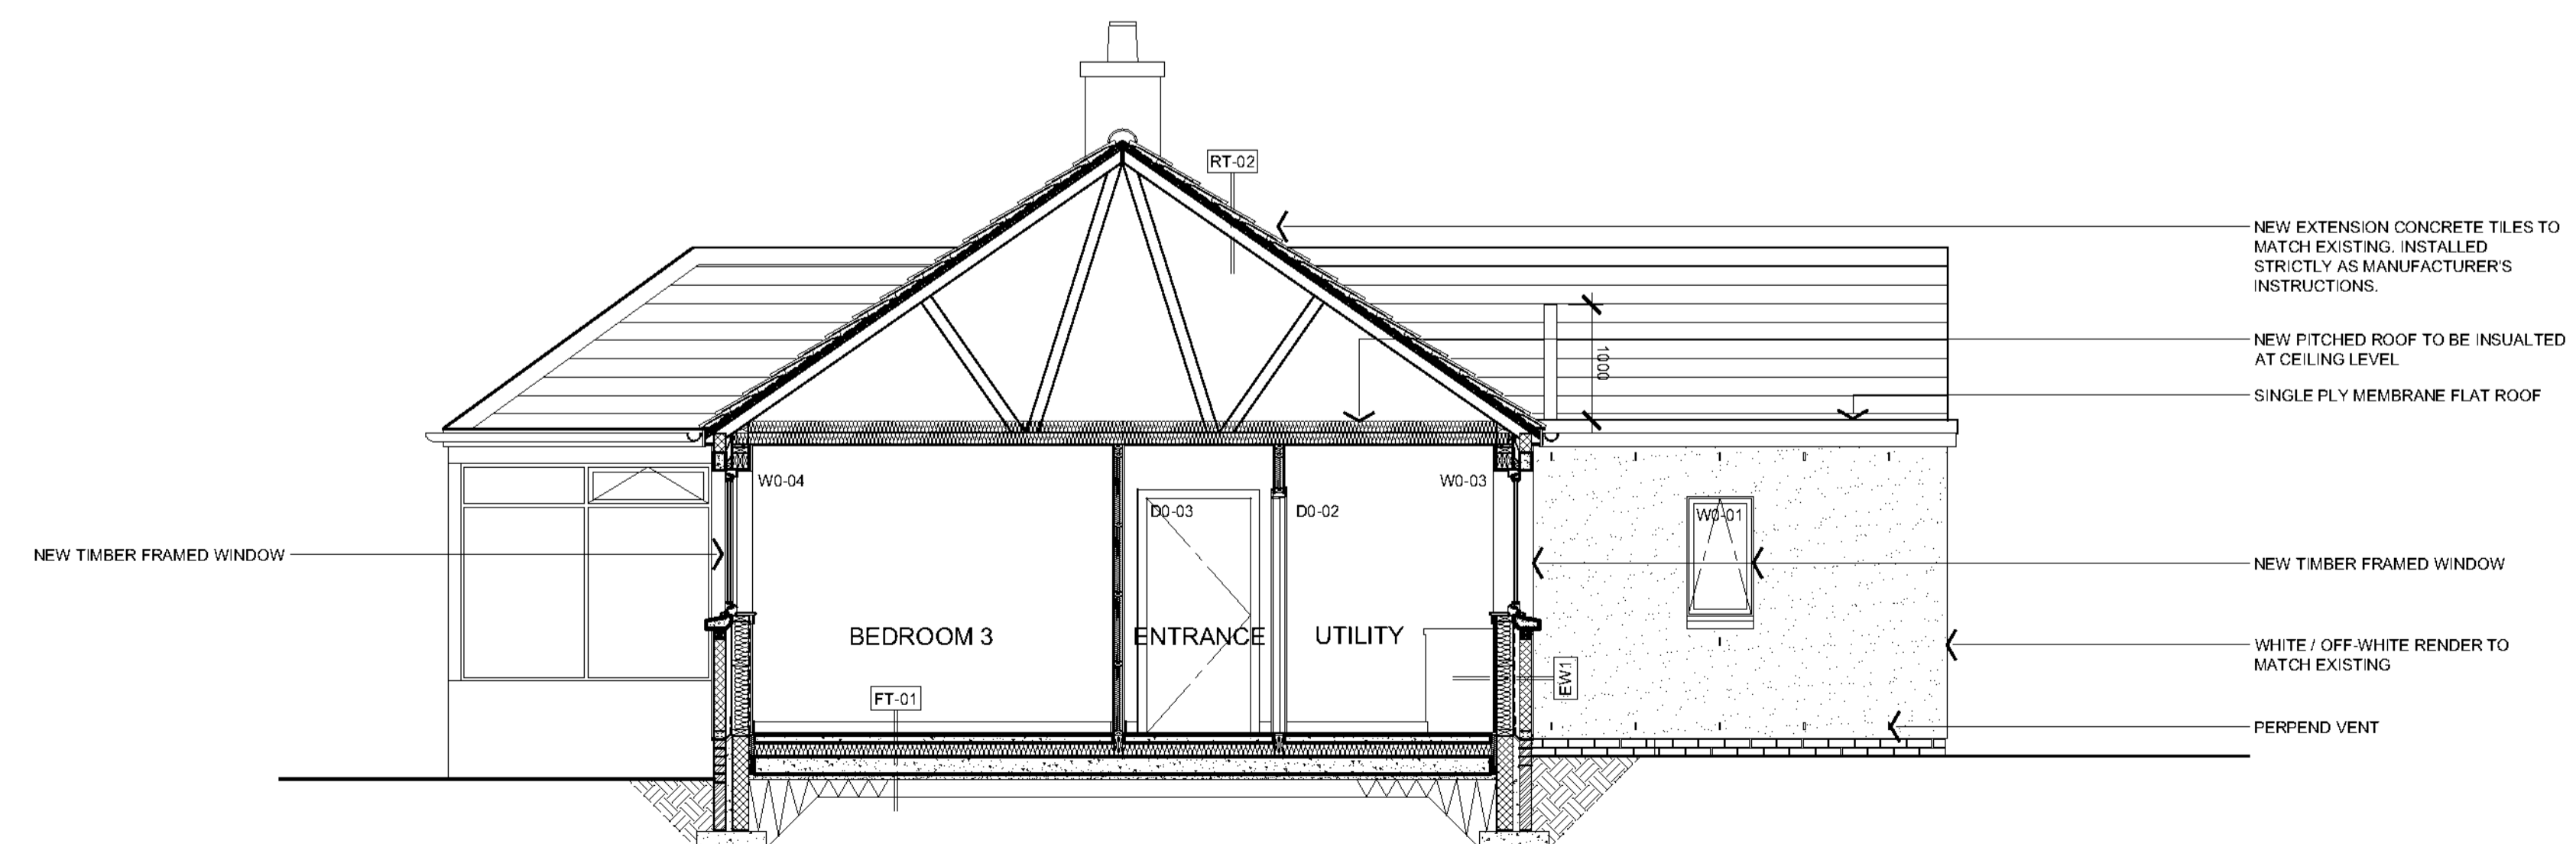 RT-02
NEW EXTENSION CONCRETE TILES TO
MATCH EXISTING. INSTALLED
STRICTLY AS MANUFACTURER'S
INSTRUCTIONS.
1000
NEW PITCHED ROOF TO BE INSUALTED
AT CEILING LEVEL
SINGLE PLY MEMBRANE FLAT ROOF
W0-04
W0-03
D0-03
D0-02
W0-01
NEW TIMBER FRAMED WINDOW
NEW TIMBER FRAMED WINDOW
BEDROOM 3
ENTRANCE
UTILITY
WHITE / OFF-WHITE RENDER TO
MATCH EXISTING
EW1
FT-01
PERPEND VENT